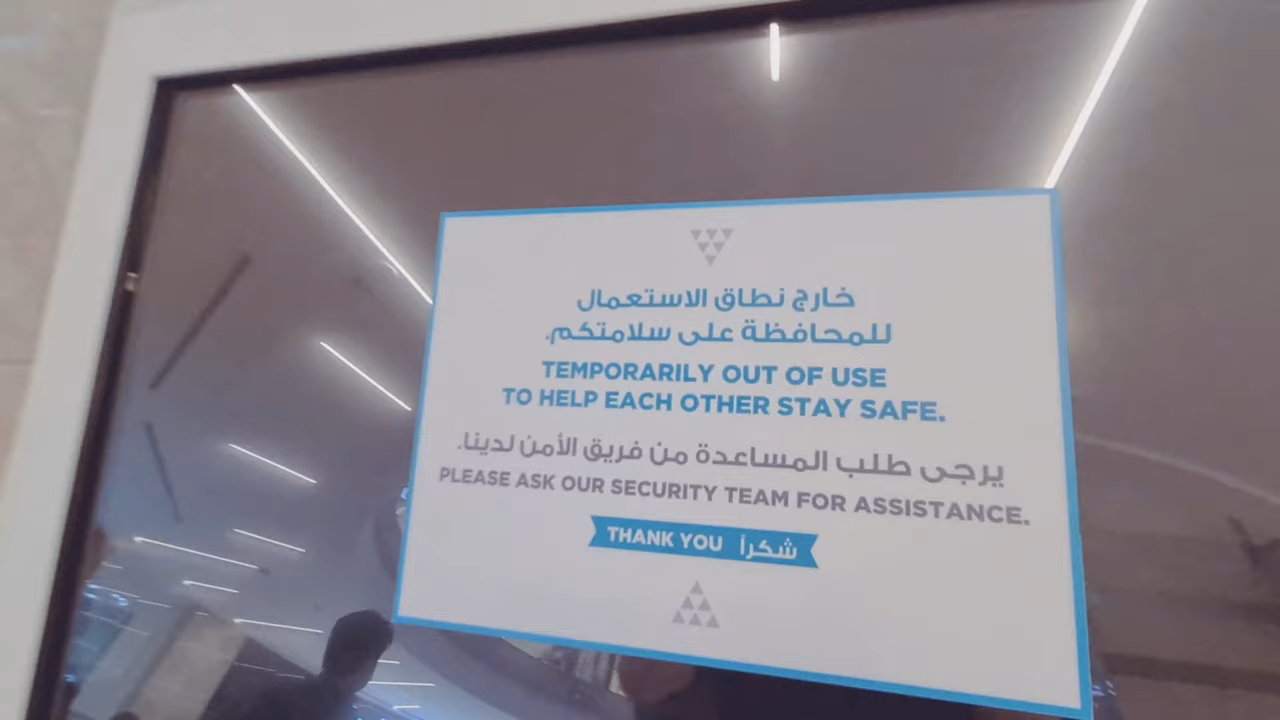 خارج نطاق الاستعمال
للمحافظة على سلامتكم.
TEMPORARILY OUT OF USE
TO HELP EACH OTHER STAY SAFE.
يرجى طلب المساعدة من فريق الأمن لدينا.
PLEASE ASK OUR SECURITY TEAM FOR ASSISTANCE.
THANK YOU شكراً